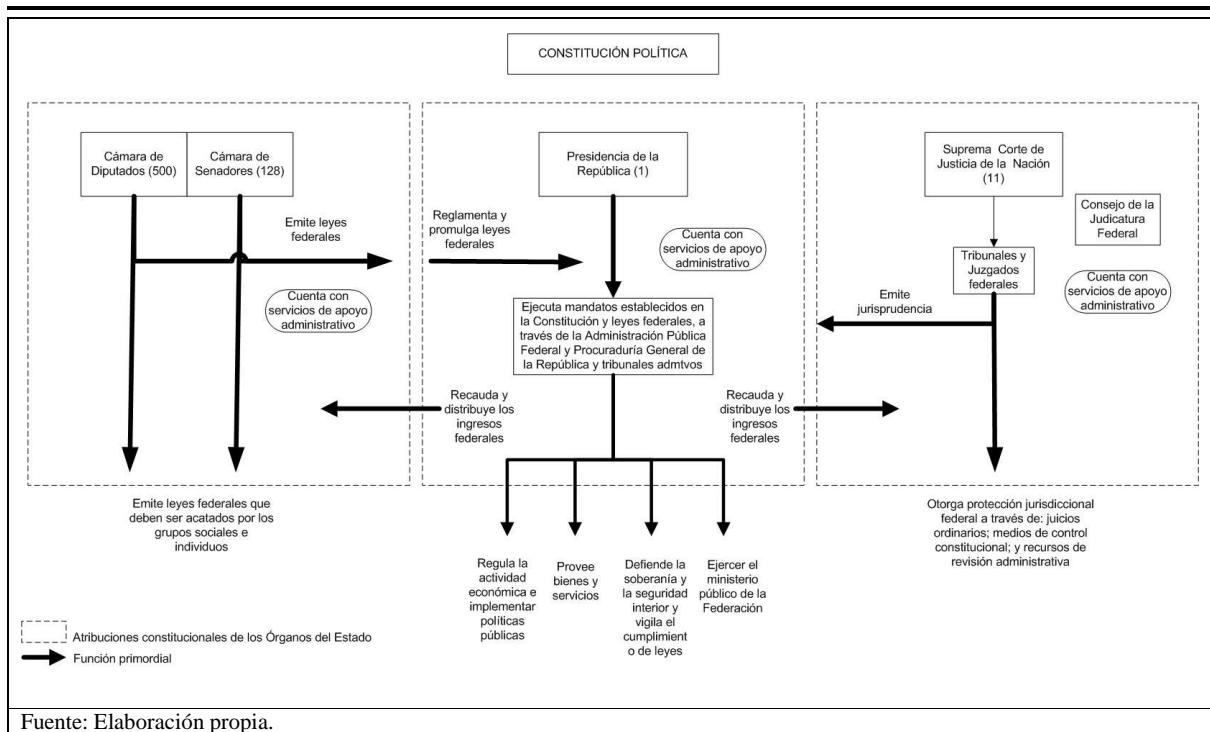 CONSTITUCIÓN POLÍTICA
Cámara de
Diputados (500)
Cámara de
Senadores (128)
Emite leyes
federales
Cuenta con
servicios de apoyo
administrativo
Emite leyes federales que
deben ser acatados por los
grupos sociales e
individuos
Presidencia de la
República (1)
Reglamenta y
promulga leyes
federales
Cuenta con
servicios de apoyo
administrativo
Ejecuta mandatos establecidos en
la Constitución y leyes federales, a
través de la Administración Pública
Federal y Procuraduría General de
la República y tribunales admtvos
Recauda y
distribuye los
ingresos
federales
Recauda y
distribuye los
ingresos
federales
Regula la
actividad
económica e
implementar
políticas
públicas
Provee
bienes y
servicios
Defiende la
soberanía y
la seguridad
interior y
vigila el
cumplimient
o de leyes
Ejercer el
ministerio
público de la
Federación
Suprema Corte de
Justicia de la Nación
(11)
Consejo de la
Judicatura
Federal
Tribunales y
Juzgados
federales
Cuenta con
servicios de apoyo
administrativo
Emite
jurisprudencia
Otorga protección jurisdiccional
federal a través de: juicios
ordinarios; medios de control
constitucional; y recursos de
revisión administrativa
Atribuciones constitucionales de los Órganos del Estado
Función primordial
Fuente: Elaboración propia.